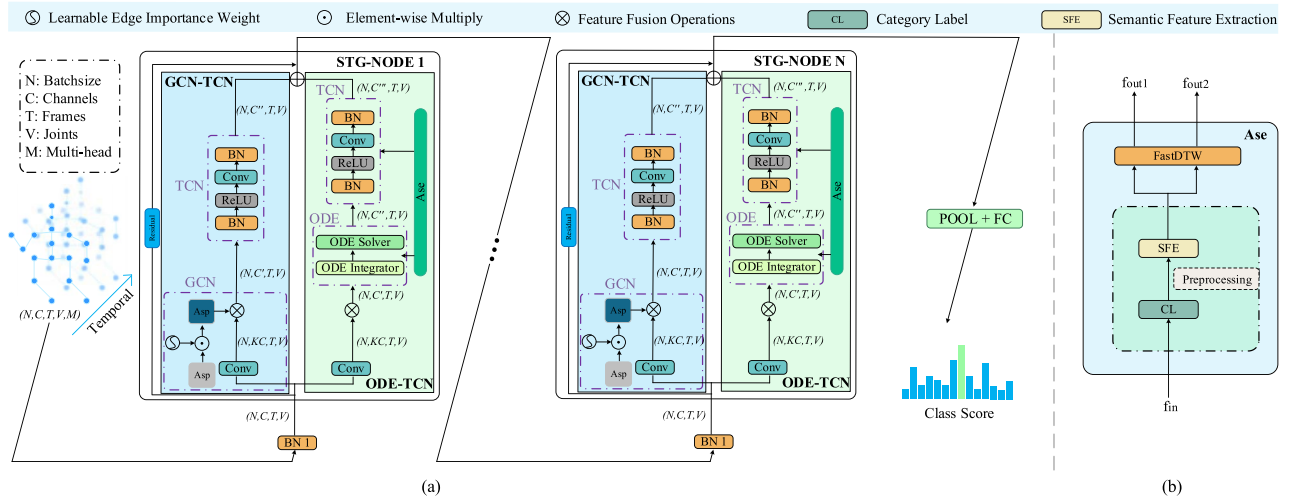 Learnable Edge Importance Weight
Element-wise Multiply
Feature Fusion Operations
CL
Category Label
SFE
Semantic Feature Extraction
N: Batchsize
C: Channels
T: Frames
V: Joints
M: Multi-head
(N,C,T,V,M)
Temporal
STG-NODE 1
GCN-TCN
(N,C'',T,V)
(N,C''',T,V)
TCN
BN
Conv
ReLU
BN
TCN
BN
Conv
ReLU
BN
Ase
Residual
(N,C'',T,V)
ODE
ODE Solver
ODE Integrator
(N,C',T,V)
(N,C',T,V)
GCN
Asp
(N,KC,T,V)
(N,KC,T,V)
Asp
Conv
Conv
ODE-TCN
(N,C,T,V)
BN 1
STG-NODE N
GCN-TCN
(N,C'',T,V)
(N,C''',T,V)
TCN
BN
Conv
ReLU
BN
TCN
BN
Conv
ReLU
BN
Ase
Residual
(N,C'',T,V)
ODE
ODE Solver
ODE Integrator
(N,C',T,V)
(N,C',T,V)
GCN
Asp
(N,KC,T,V)
(N,KC,T,V)
Asp
Conv
Conv
ODE-TCN
(N,C,T,V)
BN 1
POOL + FC
Class Score
(a)
fout1
fout2
Ase
FastDTW
SFE
Preprocessing
CL
fin
(b)